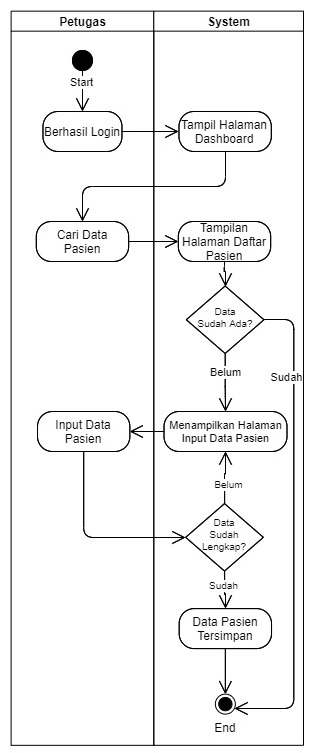 Petugas
System
Start
Berhasil Login
Tampil Halaman
Dashboard
Cari Data
Pasien
Tampilan
Halaman Daftar
Pasien
Data
Sudah Ada?
Belum
Sudah
Input Data
Pasien
Menampilkan Halaman
Input Data Pasien
Belum
Data
Sudah
Lengkap?
Sudah
Data Pasien
Tersimpan
End